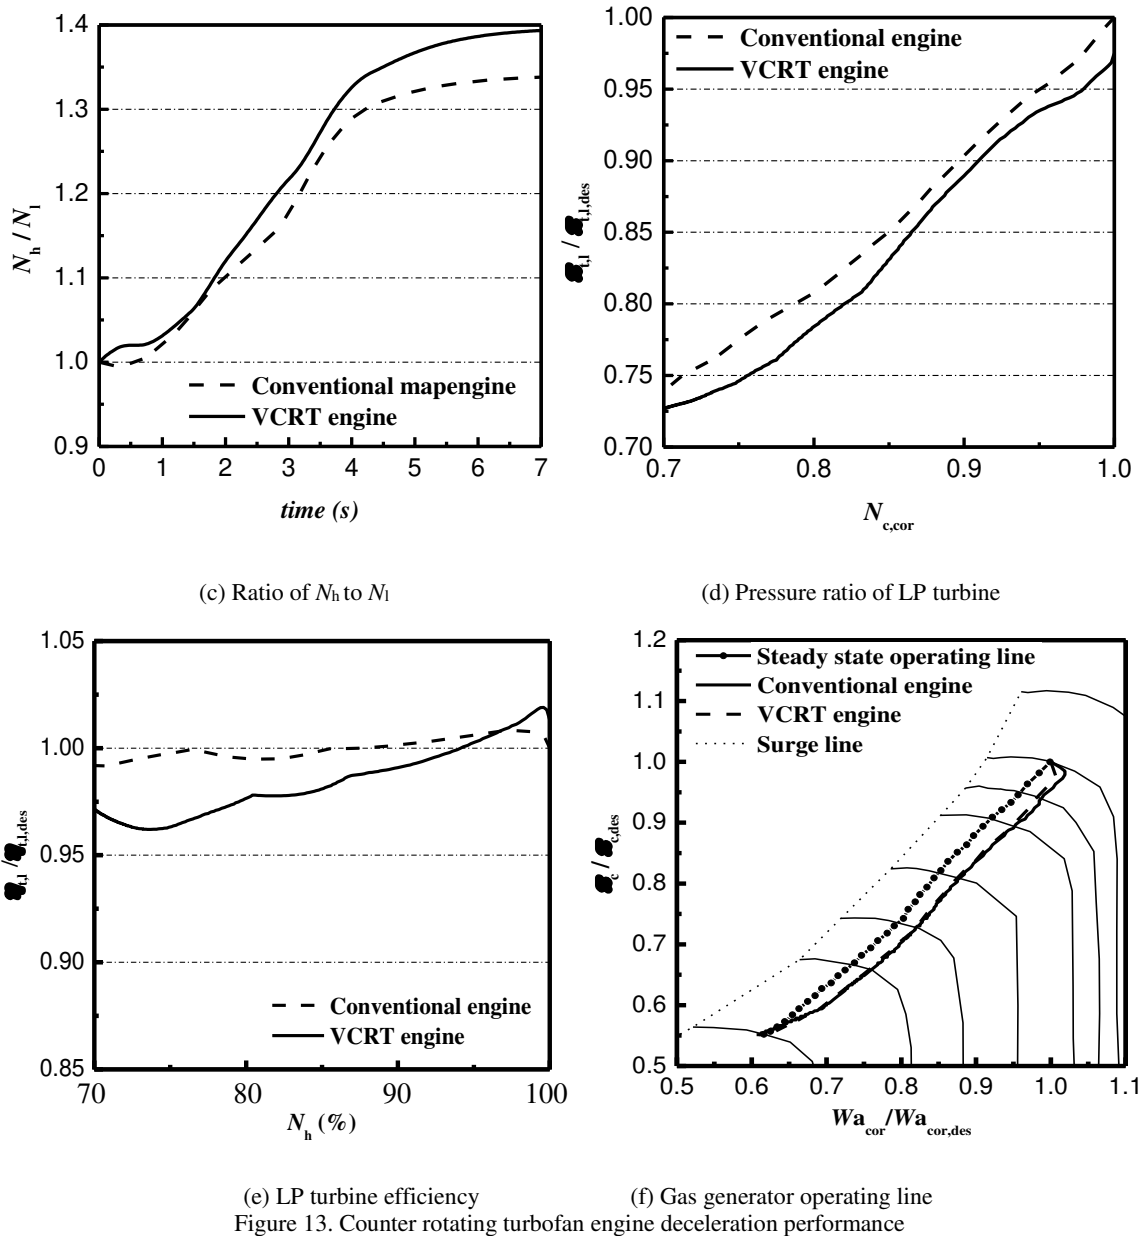 1.4
1.3
1.2
1.1
1.0
0.9
N_h / N_l
Conventional mapengine
VCRT engine
0 1 2 3 4 5 6 7
time (s)
(c) Ratio of Nh to Nl
1.00
0.95
0.90
0.85
0.80
0.75
0.70
t,l / t,l,des
Conventional engine
VCRT engine
0.7 0.8 0.9 1.0
N_c,cor
(d) Pressure ratio of LP turbine
1.05
1.00
0.95
0.90
0.85
t,l / t,l,des
Conventional engine
VCRT engine
70 80 90 100
N_h (%)
(e) LP turbine efficiency
1.2
1.1
1.0
0.9
0.8
0.7
0.6
0.5
c / c,des
Steady state operating line
Conventional engine
VCRT engine
Surge line
0.5 0.6 0.7 0.8 0.9 1.0 1.1
Wa_cor/Wa_cor,des
(f) Gas generator operating line
Figure 13. Counter rotating turbofan engine deceleration performance